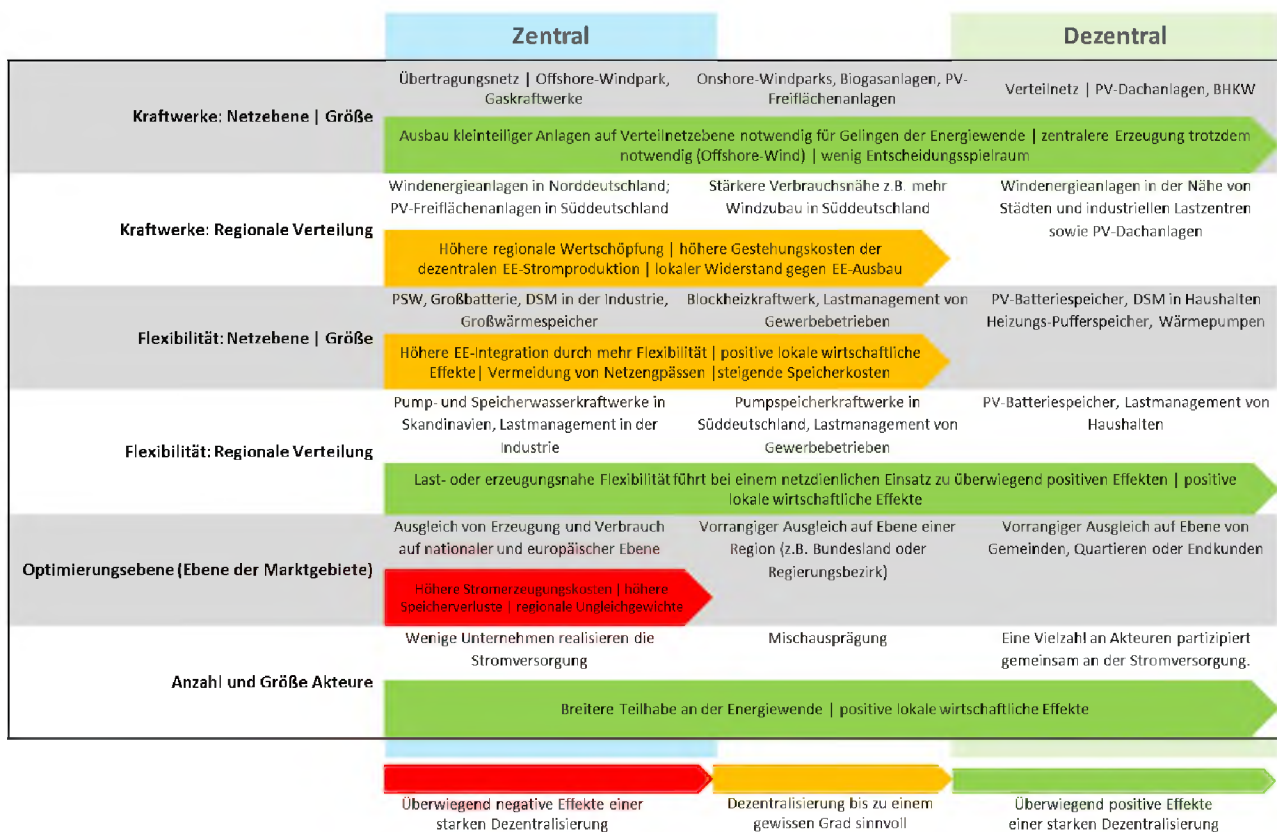 Zentral
Dezentral
Kraftwerke: Netzebene | Größe
Übertragungsnetz | Offshore-Windpark,
Gaskraftwerke
Onshore-Windparks, Biogasanlagen, PV-
Freiflächenanlagen
Verteilnetz | PV-Dachanlagen, BHKW
Ausbau kleinteiliger Anlagen auf Verteilnetzebene notwendig für Gelingen der Energiewende | zentralere Erzeugung trotzdem
notwendig (Offshore-Wind) | wenig Entscheidungsspielraum
Kraftwerke: Regionale Verteilung
Windenergieanlagen in Norddeutschland;
PV-Freiflächenanlagen in Süddeutschland
Stärkere Verbrauchsnähe z.B. mehr
Windzubau in Süddeutschland
Windenergieanlagen in der Nähe von
Städten und industriellen Lastzentren
sowie PV-Dachanlagen
Höhere regionale Wertschöpfung | höhere Gestehungskosten der
dezentralen EE-Stromproduktion | lokaler Widerstand gegen EE-Ausbau
Flexibilität: Netzebene | Größe
PSW, Großbatterie, DSM in der Industrie,
Großwärmespeicher
Blockheizkraftwerk, Lastmanagement von
Gewerbebetrieben
PV-Batteriespeicher, DSM in Haushalten
Heizungs-Pufferspeicher, Wärmepumpen
Höhere EE-Integration durch mehr Flexibilität | positive lokale wirtschaftliche
Effekte| Vermeidung von Netzengpässen |steigende Speicherkosten
Flexibilität: Regionale Verteilung
Pump- und Speicherwasserkraftwerke in
Skandinavien, Lastmanagement in der
Industrie
Pumpspeicherkraftwerke in
Süddeutschland, Lastmanagement von
Gewerbebetrieben
PV-Batteriespeicher, Lastmanagement von
Haushalten
Last- oder erzeugungsnahe Flexibilität führt bei einem netzdienlichen Einsatz zu überwiegend positiven Effekten | positive
lokale wirtschaftliche Effekte
Optimierungsebene (Ebene der Marktgebiete)
Ausgleich von Erzeugung und Verbrauch
auf nationaler und europäischer Ebene
Vorrangiger Ausgleich auf Ebene einer
Region (z.B. Bundesland oder
Regierungsbezirk)
Vorrangiger Ausgleich auf Ebene von
Gemeinden, Quartieren oder Endkunden
Höhere Stromerzeugungskosten | höhere
Speicherverluste | regionale Ungleichgewichte
Anzahl und Größe Akteure
Wenige Unternehmen realisieren die
Stromversorgung
Mischausprägung
Eine Vielzahl an Akteuren partizipiert
gemeinsam an der Stromversorgung.
Breitere Teilhabe an der Energiewende | positive lokale wirtschaftliche Effekte
Überwiegend negative Effekte einer
starken Dezentralisierung
Dezentralisierung bis zu einem
gewissen Grad sinnvoll
Überwiegend positive Effekte
einer starken Dezentralisierung